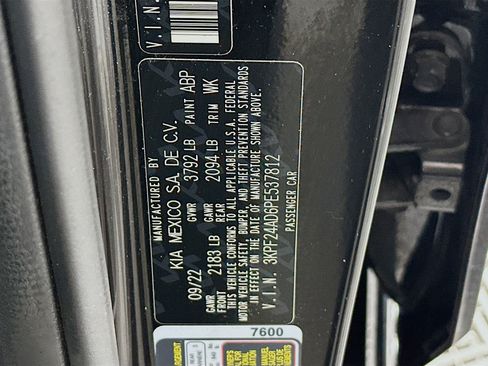 V.I.N.
MANUFACTURED BY
KIA MEXICO S.A. DE C.V.
09/22 GVWR 3792 LB PAINT ABP
GAWR FRONT 2183 LB GAWR REAR 2094 LB TRIM WK
THIS VEHICLE CONFORMS TO ALL APPLICABLE U.S.A. FEDERAL
MOTOR VEHICLE SAFETY, BUMPER, AND THEFT PREVENTION STANDARDS
IN EFFECT ON THE DATE OF MANUFACTURE SHOWN ABOVE.
V.I.N. 3KPF24AD6PE537812
PASSENGER CAR
7600